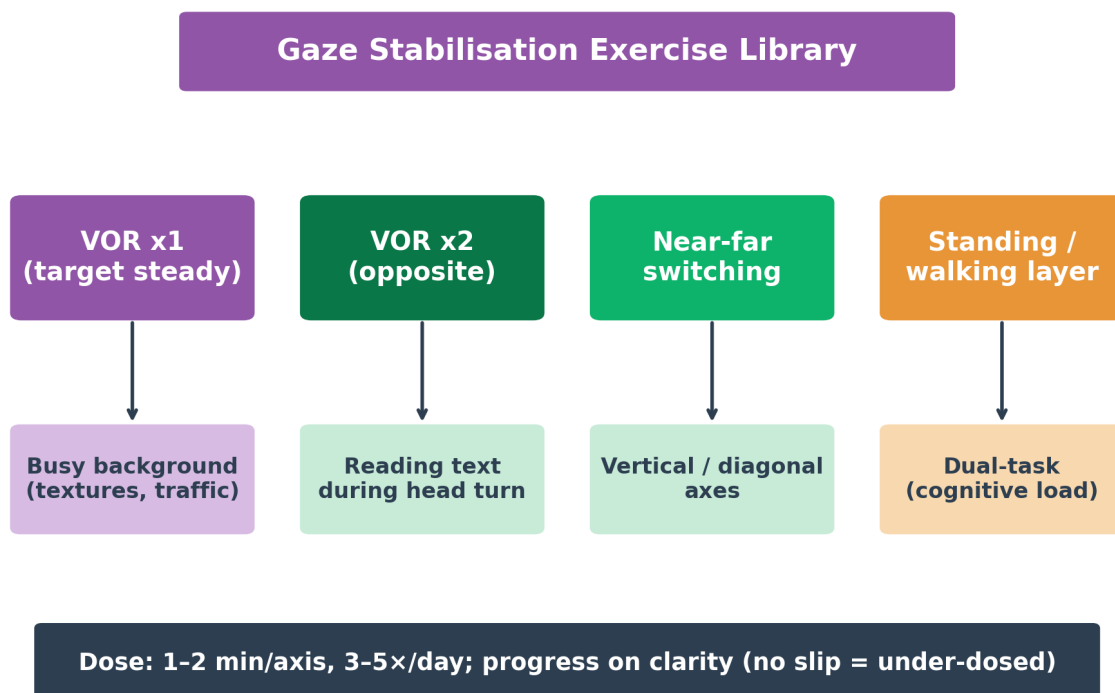 Gaze Stabilisation Exercise Library
VOR x1
(target steady)
VOR x2
(opposite)
Near-far
switching
Standing /
walking layer
Busy background
(textures, traffic)
Reading text
during head turn
Vertical / diagonal
axes
Dual-task
(cognitive load)
Dose: 1–2 min/axis, 3–5×/day; progress on clarity (no slip = under-dosed)